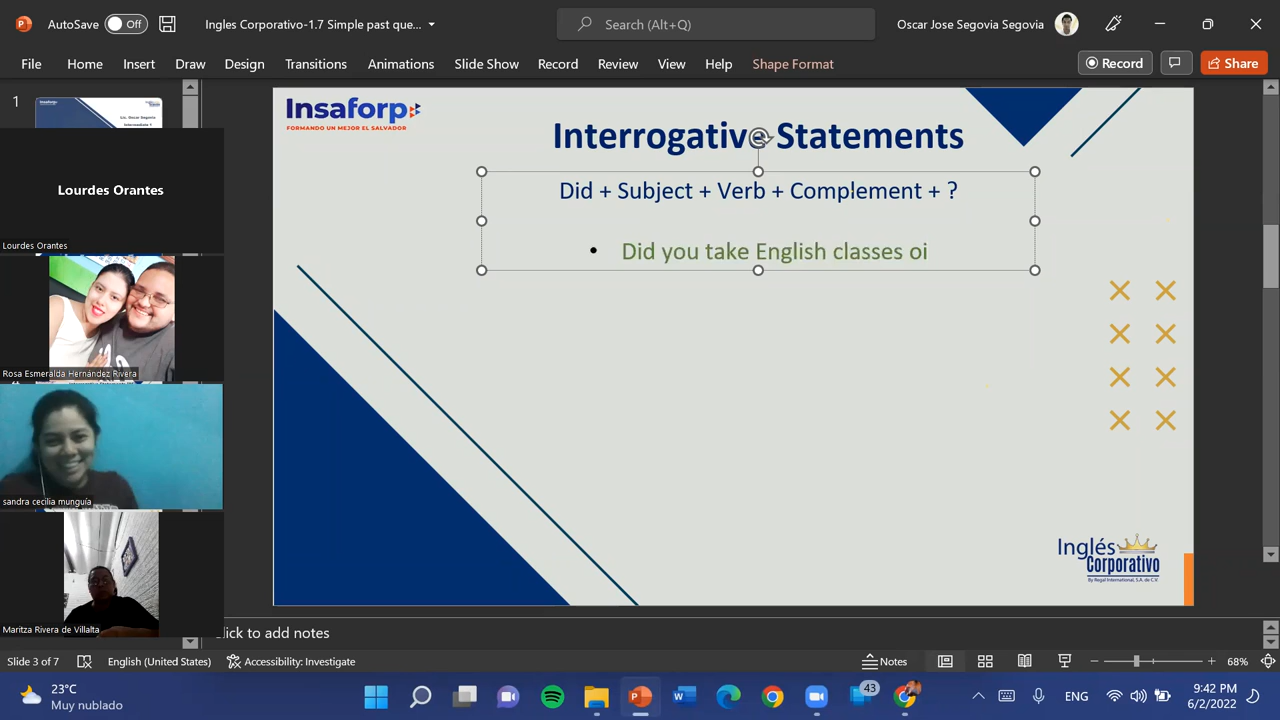 AutoSave Off Ingles Corporativo-1.7 Simple past que... Search (Alt+Q) Oscar Jose Segovia Segovia
File Home Insert Draw Design Transitions Animations Slide Show Record Review View Help Shape Format Record Share
1
Insaforp
FORMANDO UN MEJOR EL SALVADOR
Interrogative Statements
Did + Subject + Verb + Complement + ?
• Did you take English classes oi
Lourdes Orantes
Lourdes Orantes
Rosa Esmeralda Hernández Rivera
sandra cecilia munguía
Maritza Rivera de Villalta
Inglés
Corporativo
By Regal International, S.A. de C.V.
lick to add notes
Slide 3 of 7 English (United States) Accessibility: Investigate Notes 68%
23°C
Muy nublado
43
ENG
9:42 PM
6/2/2022